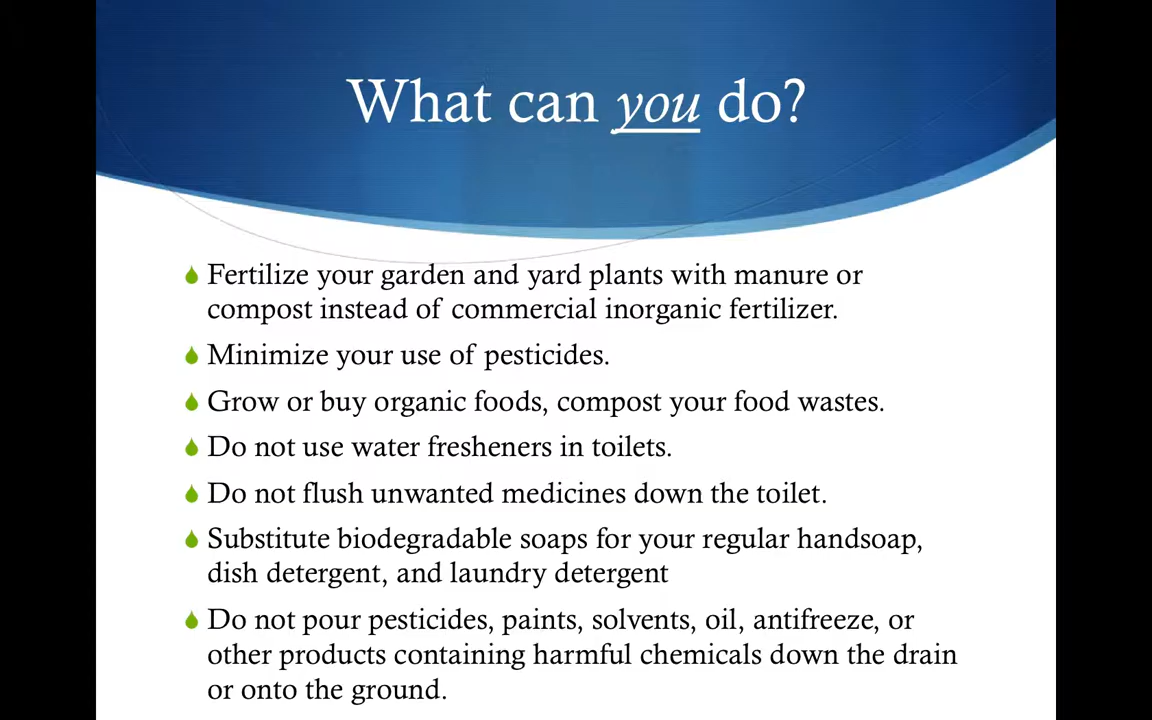 What can you do?
Fertilize your garden and yard plants with manure or
compost instead of commercial inorganic fertilizer.
Minimize your use of pesticides.
Grow or buy organic foods, compost your food wastes.
Do not use water fresheners in toilets.
Do not flush unwanted medicines down the toilet.
Substitute biodegradable soaps for your regular handsoap,
dish detergent, and laundry detergent
Do not pour pesticides, paints, solvents, oil, antifreeze, or
other products containing harmful chemicals down the drain
or onto the ground.